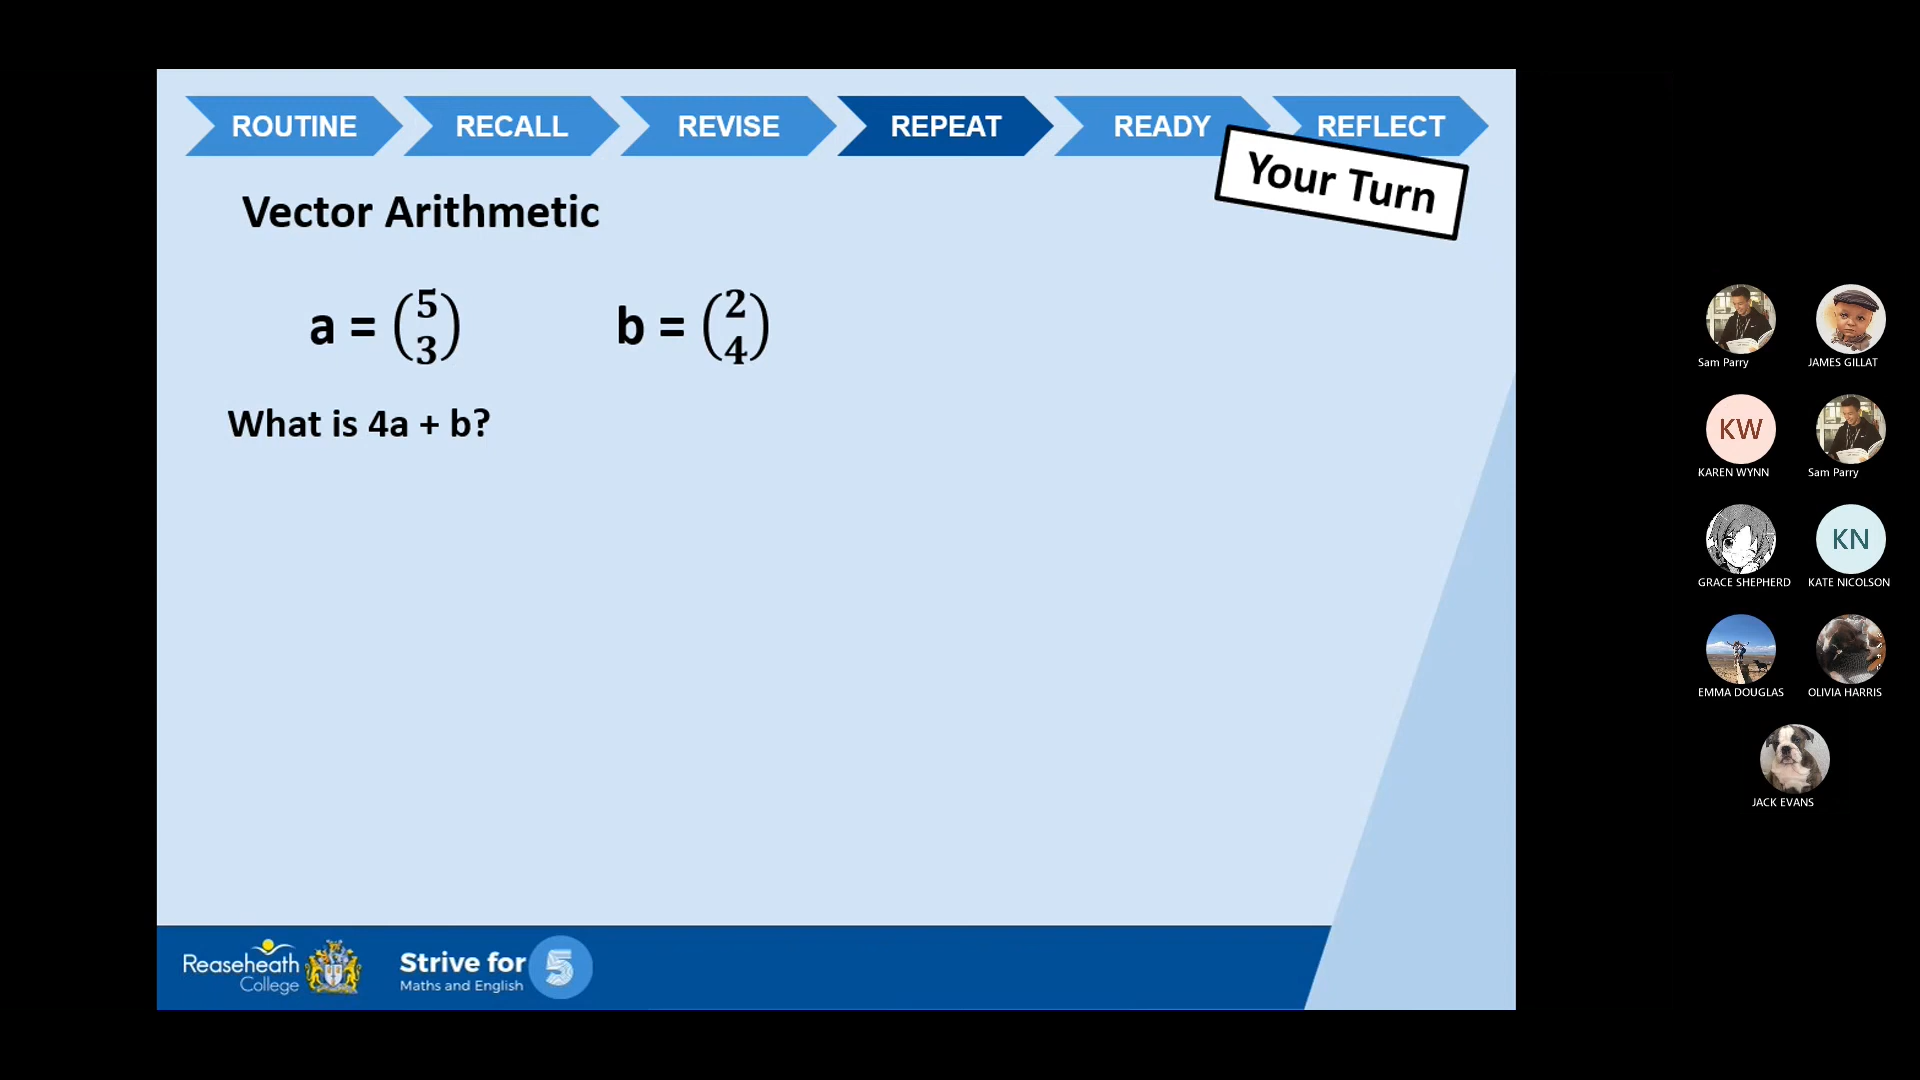 ROUTINE RECALL REVISE REPEAT READY REFLECT
Your Turn
Vector Arithmetic
a = (5 3) b = (2 4)
What is 4a + b?
Reaseheath
College
Strive for 5
Maths and English
Sam Parry
JAMES GILLAT
KW
KAREN WYNN
Sam Parry
GRACE SHEPHERD
KN
KATE NICOLSON
EMMA DOUGLAS
OLIVIA HARRIS
JACK EVANS